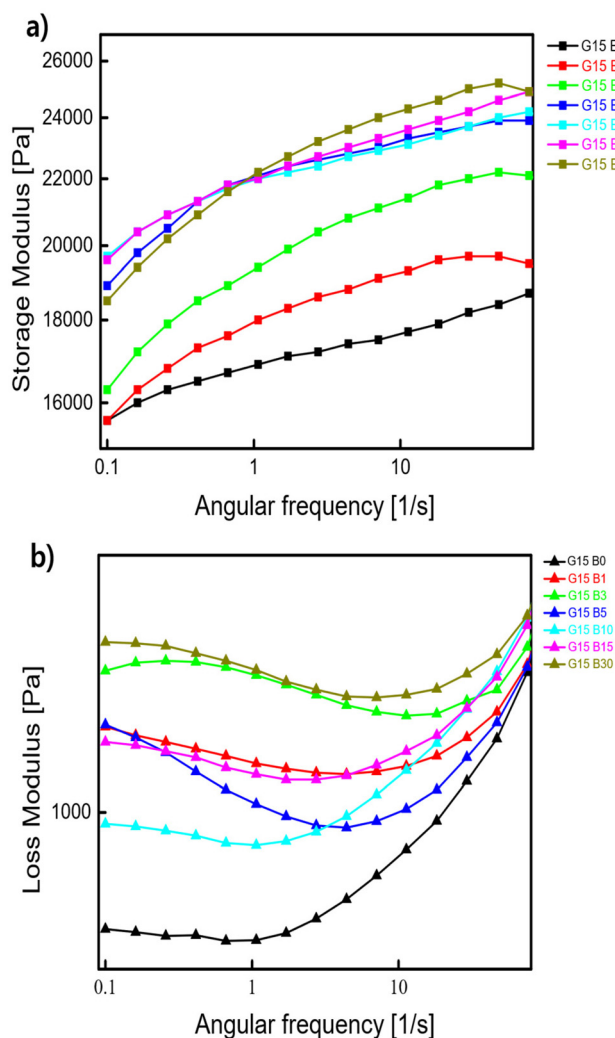 a)
Storage Modulus [Pa]
26000
24000
22000
20000
18000
16000
0.1
1
10
Angular frequency [1/s]
G15 B
G15 B
G15 B
G15 B
G15 B
G15 B
G15 B
b)
Loss Modulus [Pa]
1000
0.1
1
10
Angular frequency [1/s]
G15 B0
G15 B1
G15 B3
G15 B5
G15 B10
G15 B15
G15 B30